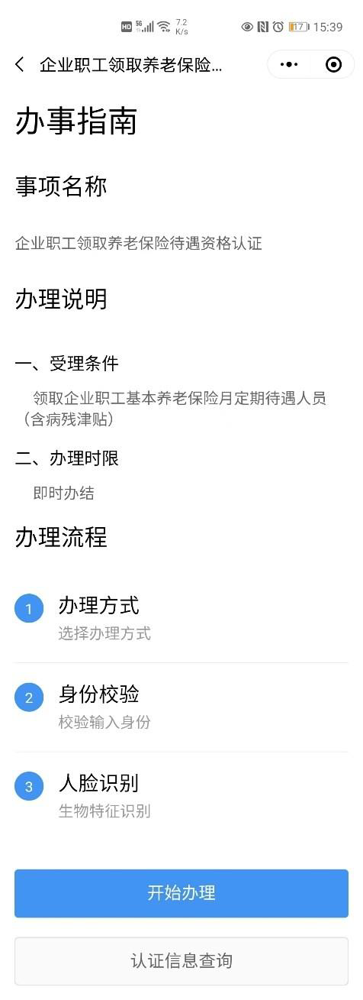 HD 5G 7.2 K/s 17 15:39
企业职工领取养老保险...
办事指南
事项名称
企业职工领取养老保险待遇资格认证
办理说明
一、受理条件
领取企业职工基本养老保险月定期待遇人员
（含病残津贴）
二、办理时限
即时办结
办理流程
1 办理方式
选择办理方式
2 身份校验
校验输入身份
3 人脸识别
生物特征识别
开始办理
认证信息查询